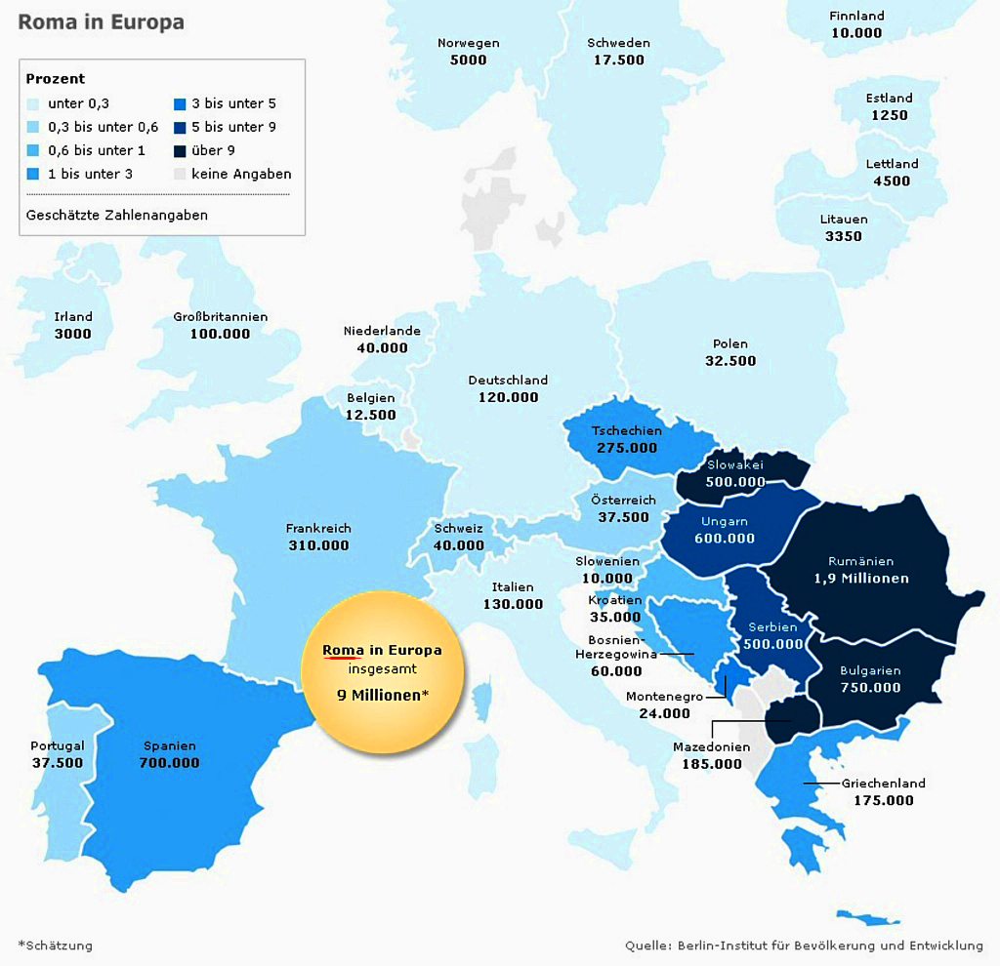 Roma in Europa
Prozent
unter 0,3
0,3 bis unter 0,6
0,6 bis unter 1
1 bis unter 3
3 bis unter 5
5 bis unter 9
über 9
keine Angaben
Geschätzte Zahlenangaben
Norwegen
5000
Schweden
17.500
Finnland
10.000
Estland
1250
Lettland
4500
Litauen
3350
Irland
3000
Großbritannien
100.000
Niederlande
40.000
Belgien
12.500
Deutschland
120.000
Polen
32.500
Tschechien
275.000
Slowakei
500.000
Österreich
37.500
Ungarn
600.000
Frankreich
310.000
Schweiz
40.000
Slowenien
10.000
Italien
130.000
Kroatien
35.000
Rumänien
1,9 Millionen
Serbien
500.000
Bosnien-
Herzegowina
60.000
Bulgarien
750.000
Montenegro
24.000
Mazedonien
185.000
Griechenland
175.000
Portugal
37.500
Spanien
700.000
Roma in Europa
insgesamt
9 Millionen*
*Schätzung
Quelle: Berlin-Institut für Bevölkerung und Entwicklung